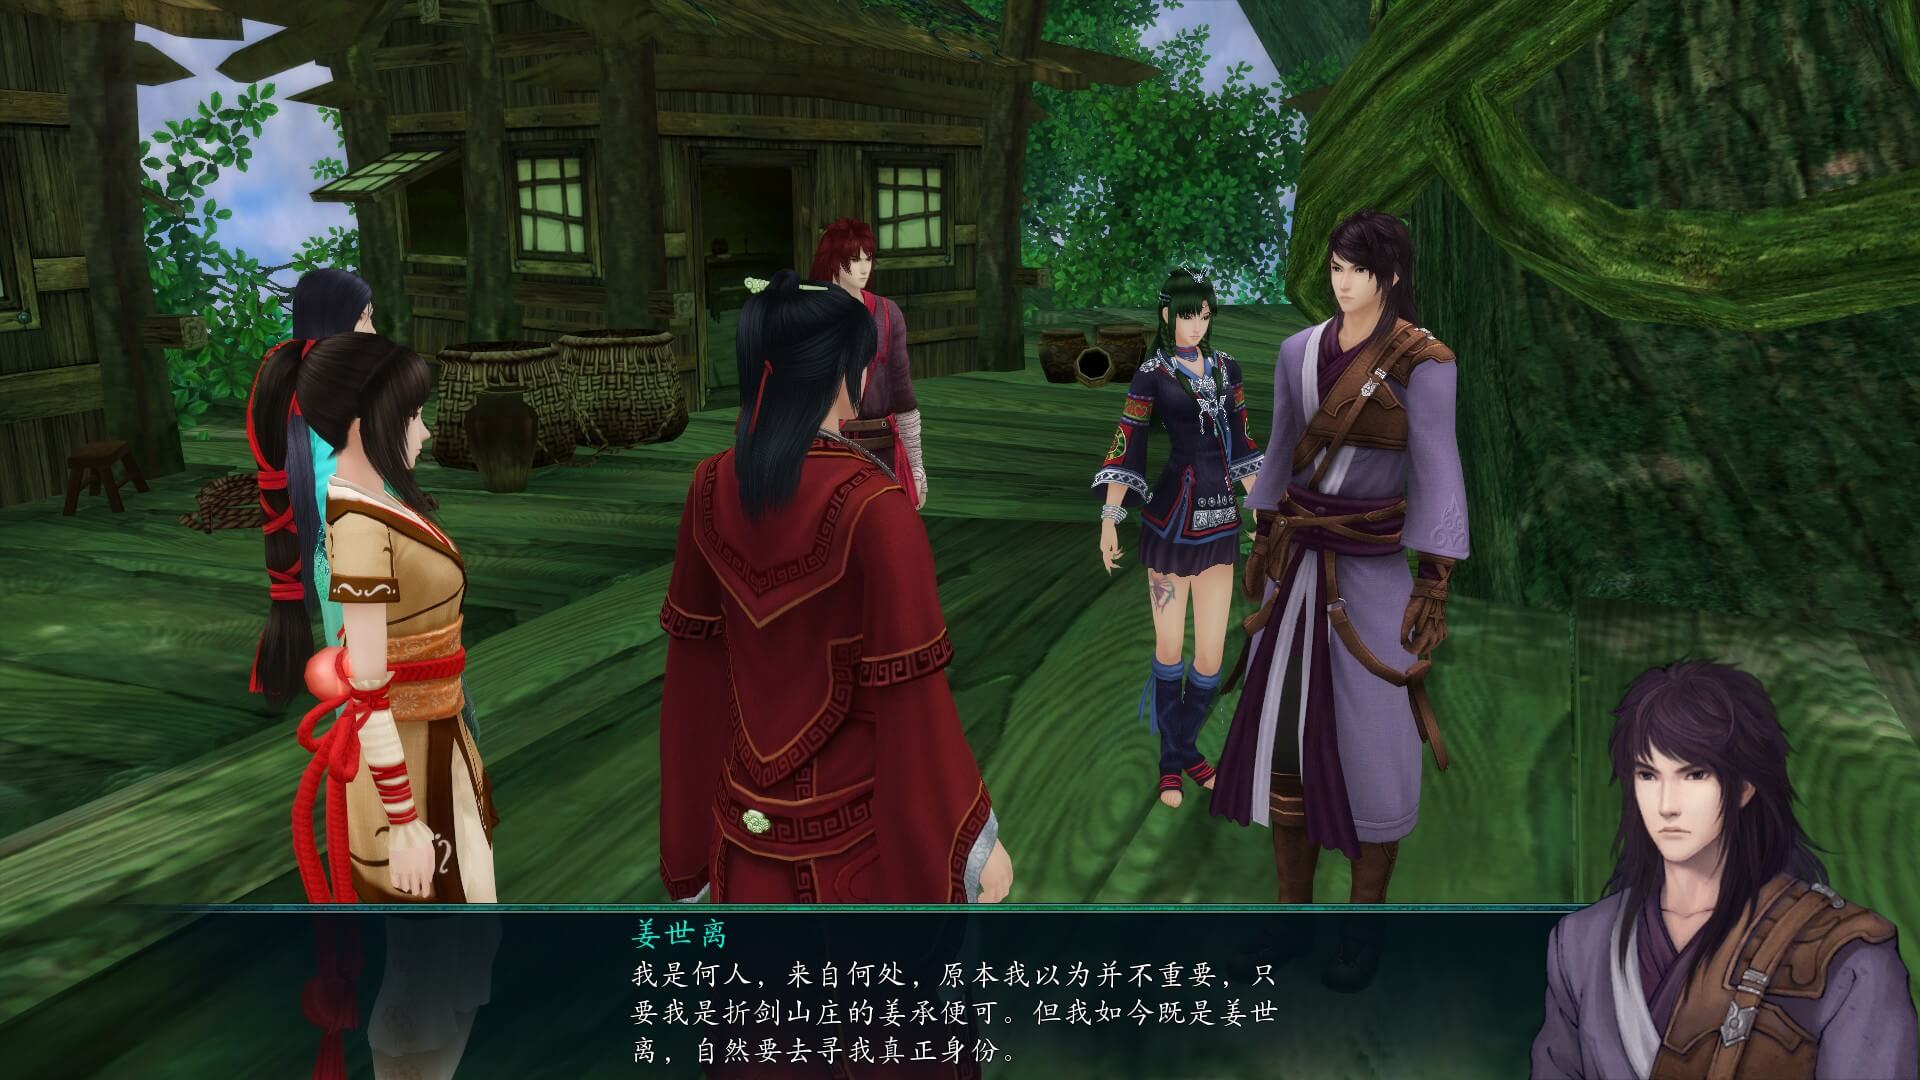 姜世离
我是何人，来自何处，原本我以为并不重要，只
要我是折剑山庄的姜承便可。但我如今既是姜世
离，自然要去寻我真正身份。